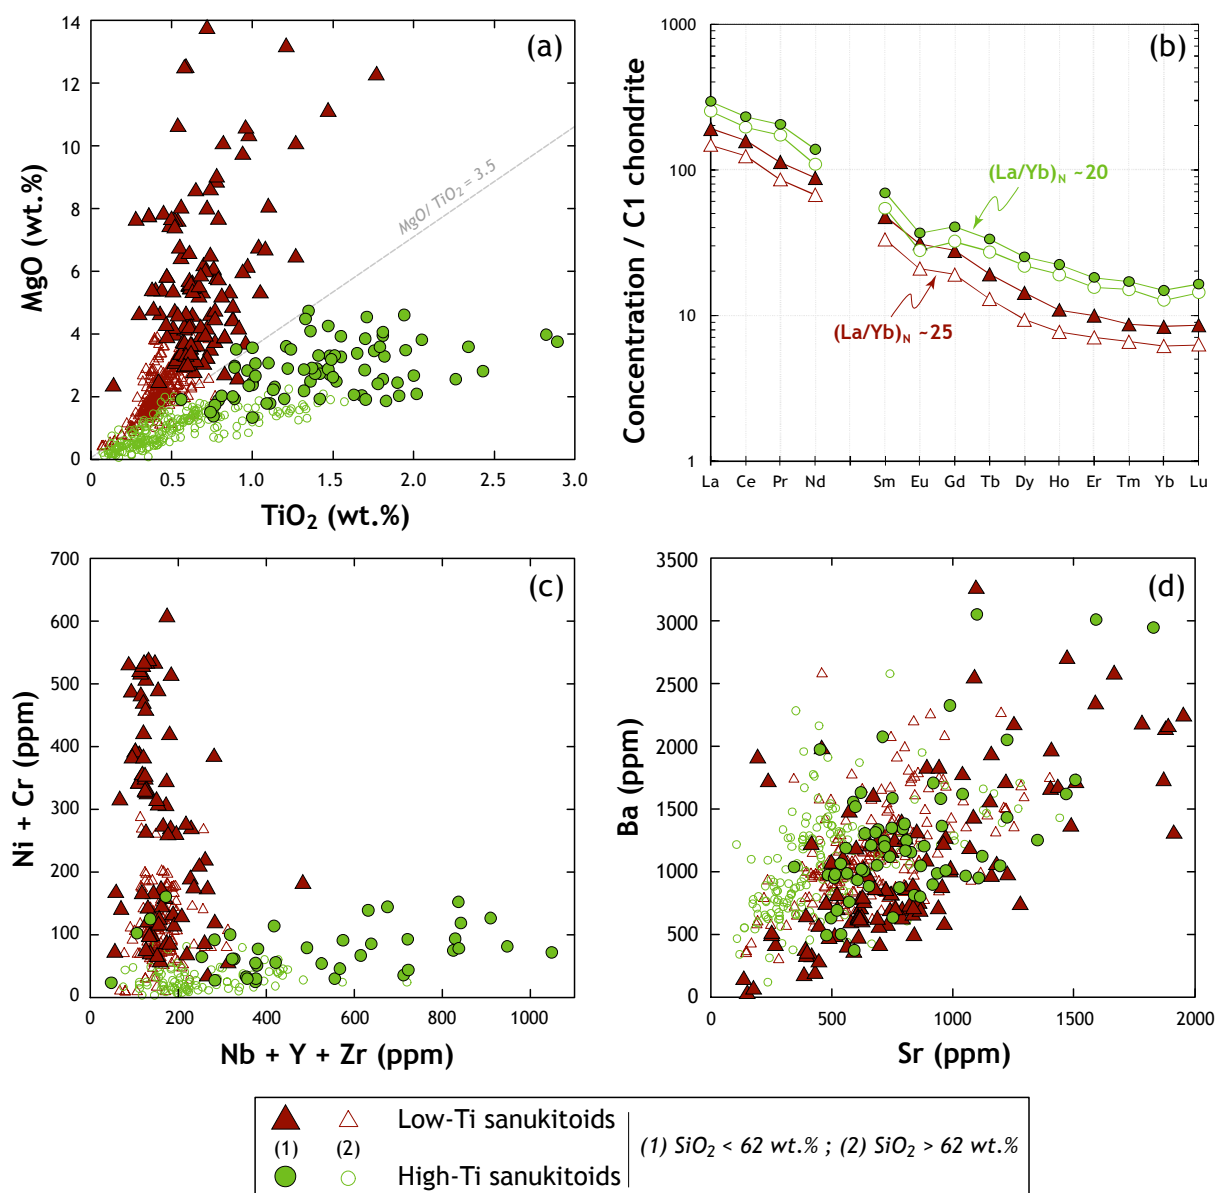 14
12
10
8
6
4
2
0
MgO (wt.%)
(a)
MgO/ TiO₂ = 3.5
0 0.5 1.0 1.5 2.0 2.5 3.0
TiO₂ (wt.%)
1000
100
10
1
Concentration / C1 chondrite
(b)
(La/Yb)N ~20
(La/Yb)N ~25
La Ce Pr Nd Sm Eu Gd Tb Dy Ho Er Tm Yb Lu
700
600
500
400
300
200
100
0
Ni + Cr (ppm)
(c)
0 200 400 600 800 1000
Nb + Y + Zr (ppm)
3500
3000
2500
2000
1500
1000
500
0
Ba (ppm)
(d)
0 500 1000 1500 2000
Sr (ppm)
Low-Ti sanukitoids
(1) (2)
High-Ti sanukitoids
(1) SiO₂ < 62 wt.% ; (2) SiO₂ > 62 wt.%